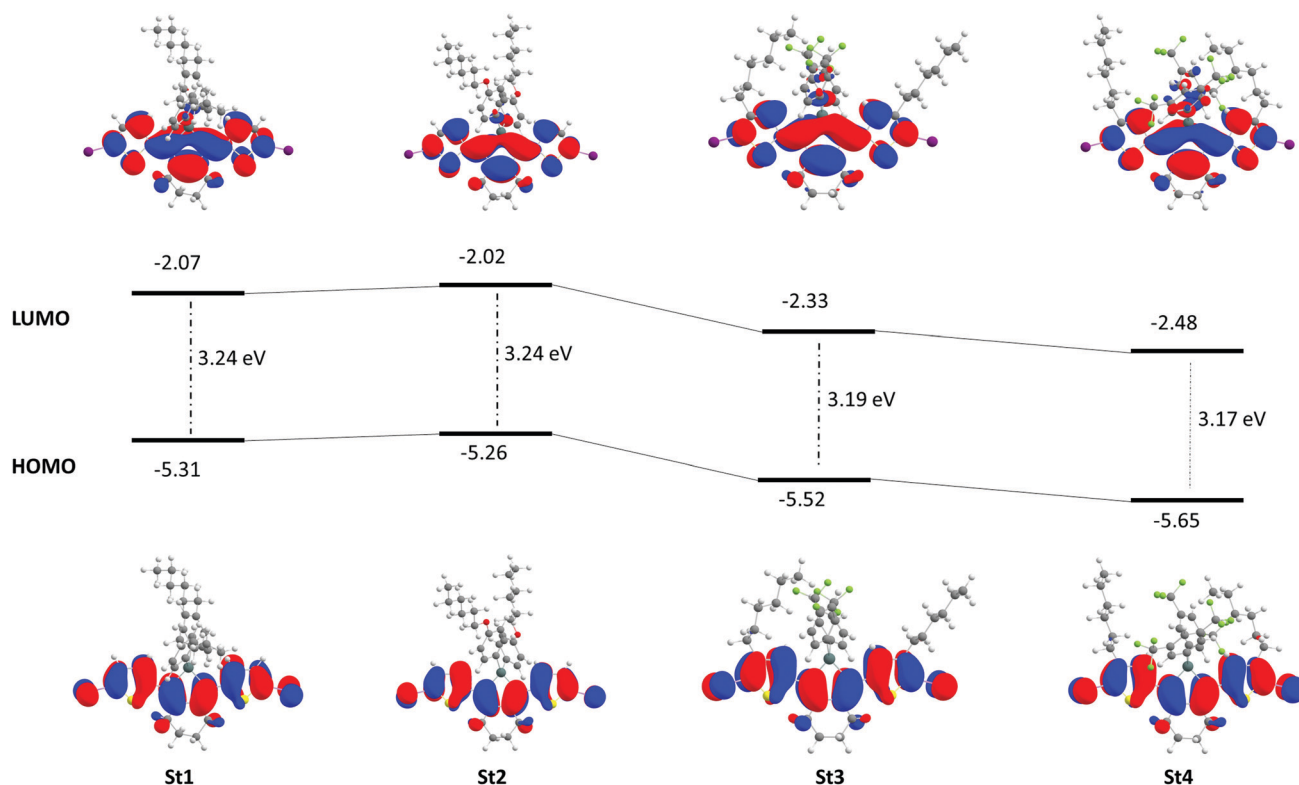 -2.07
-2.02
-2.33
-2.48
LUMO
3.24 eV
3.24 eV
3.19 eV
3.17 eV
HOMO
-5.31
-5.26
-5.52
-5.65
St1
St2
St3
St4